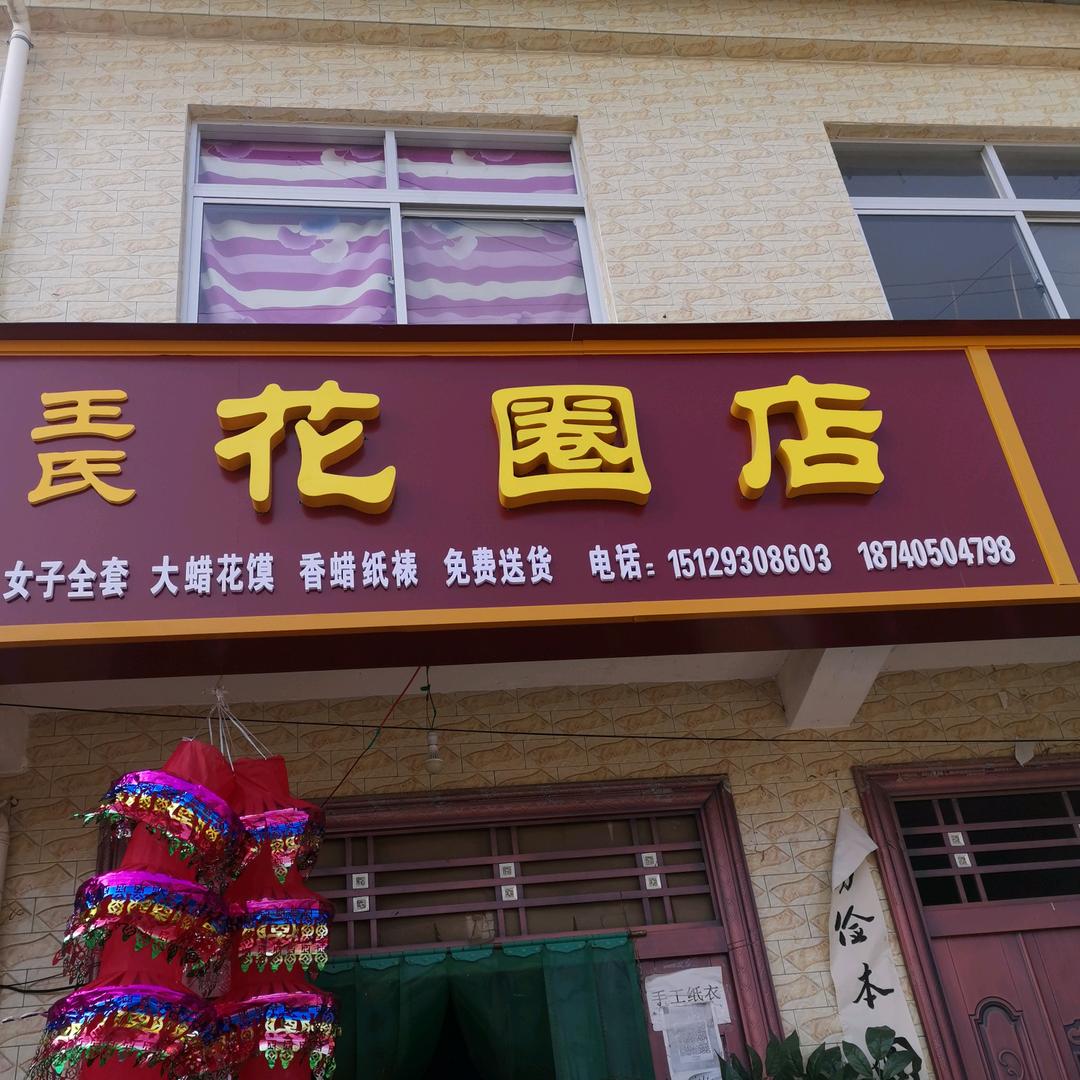 王氏 花圈店
女子全套 大蜡花馍 香蜡纸裱 免费送货 电话:15129308603 18740504798
手工纸衣
俭本